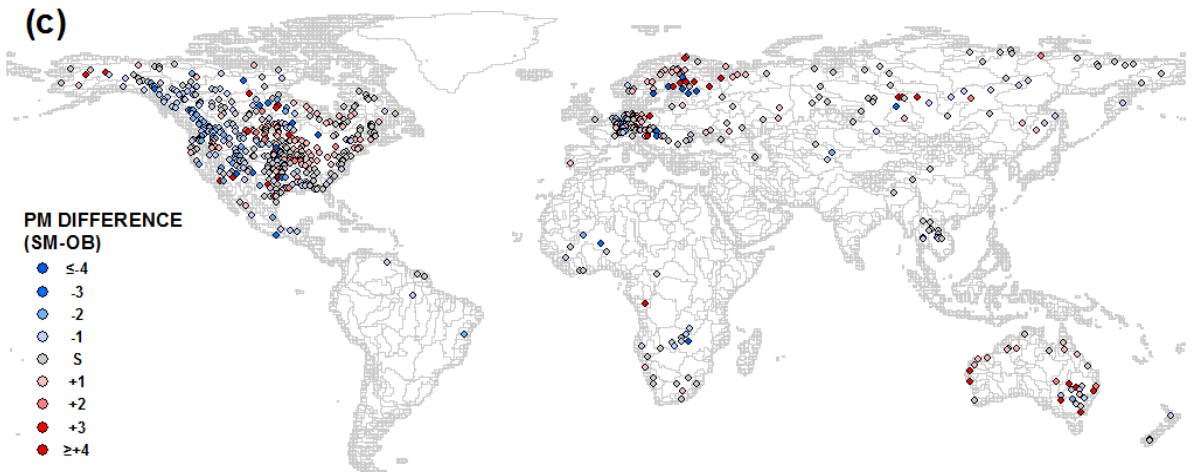 (c)
PM DIFFERENCE
(SM-OB)
≤-4
-3
-2
-1
S
+1
+2
+3
≥+4